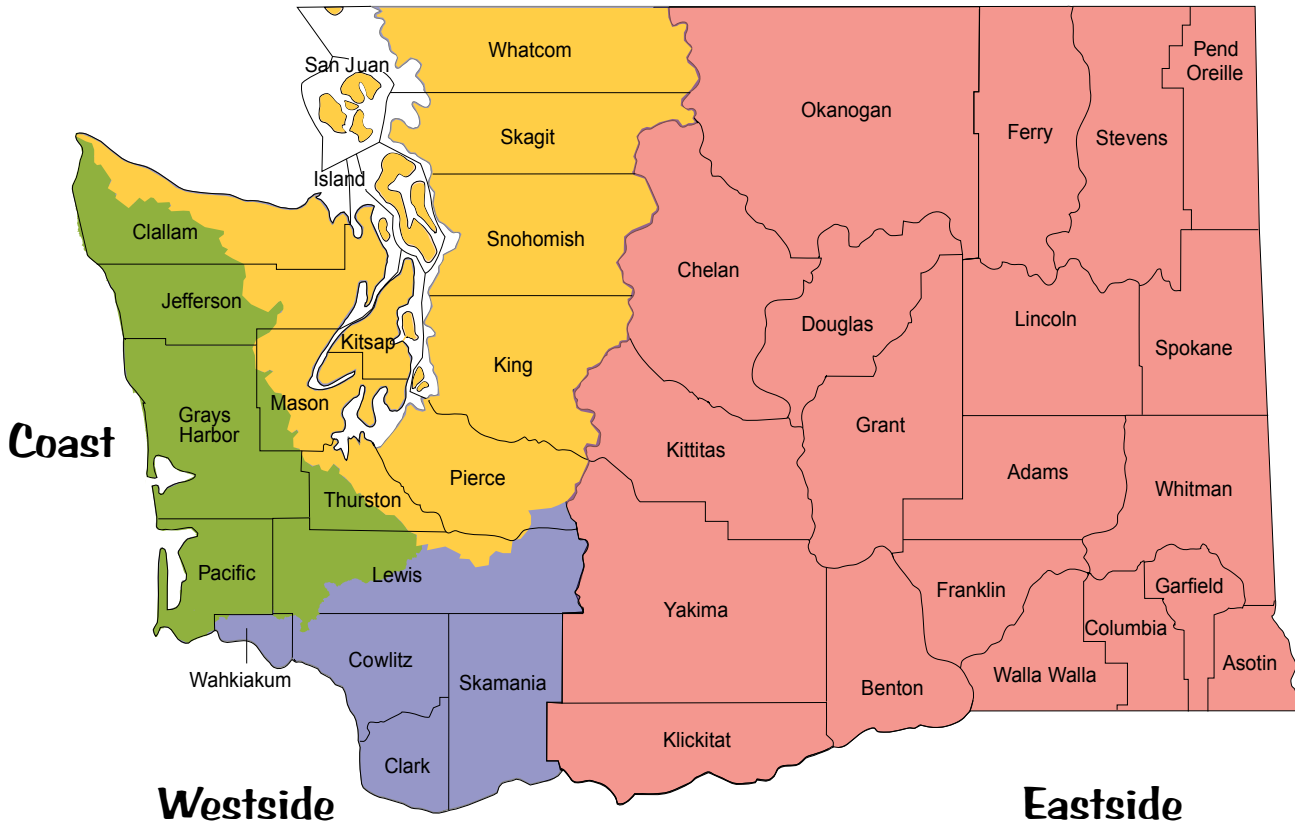 Whatcom
Pend
Oreille
San Juan
Okanogan
Skagit
Ferry
Stevens
Island
Clallam
Snohomish
Chelan
Jefferson
Douglas
Lincoln
Kitsap
Spokane
King
Mason
Grays
Harbor
Grant
Coast
Kittitas
Adams
Pierce
Whitman
Thurston
Pacific
Lewis
Franklin
Garfield
Yakima
Columbia
Cowlitz
Asotin
Wahkiakum
Skamania
Walla Walla
Benton
Klickitat
Clark
Westside
Eastside